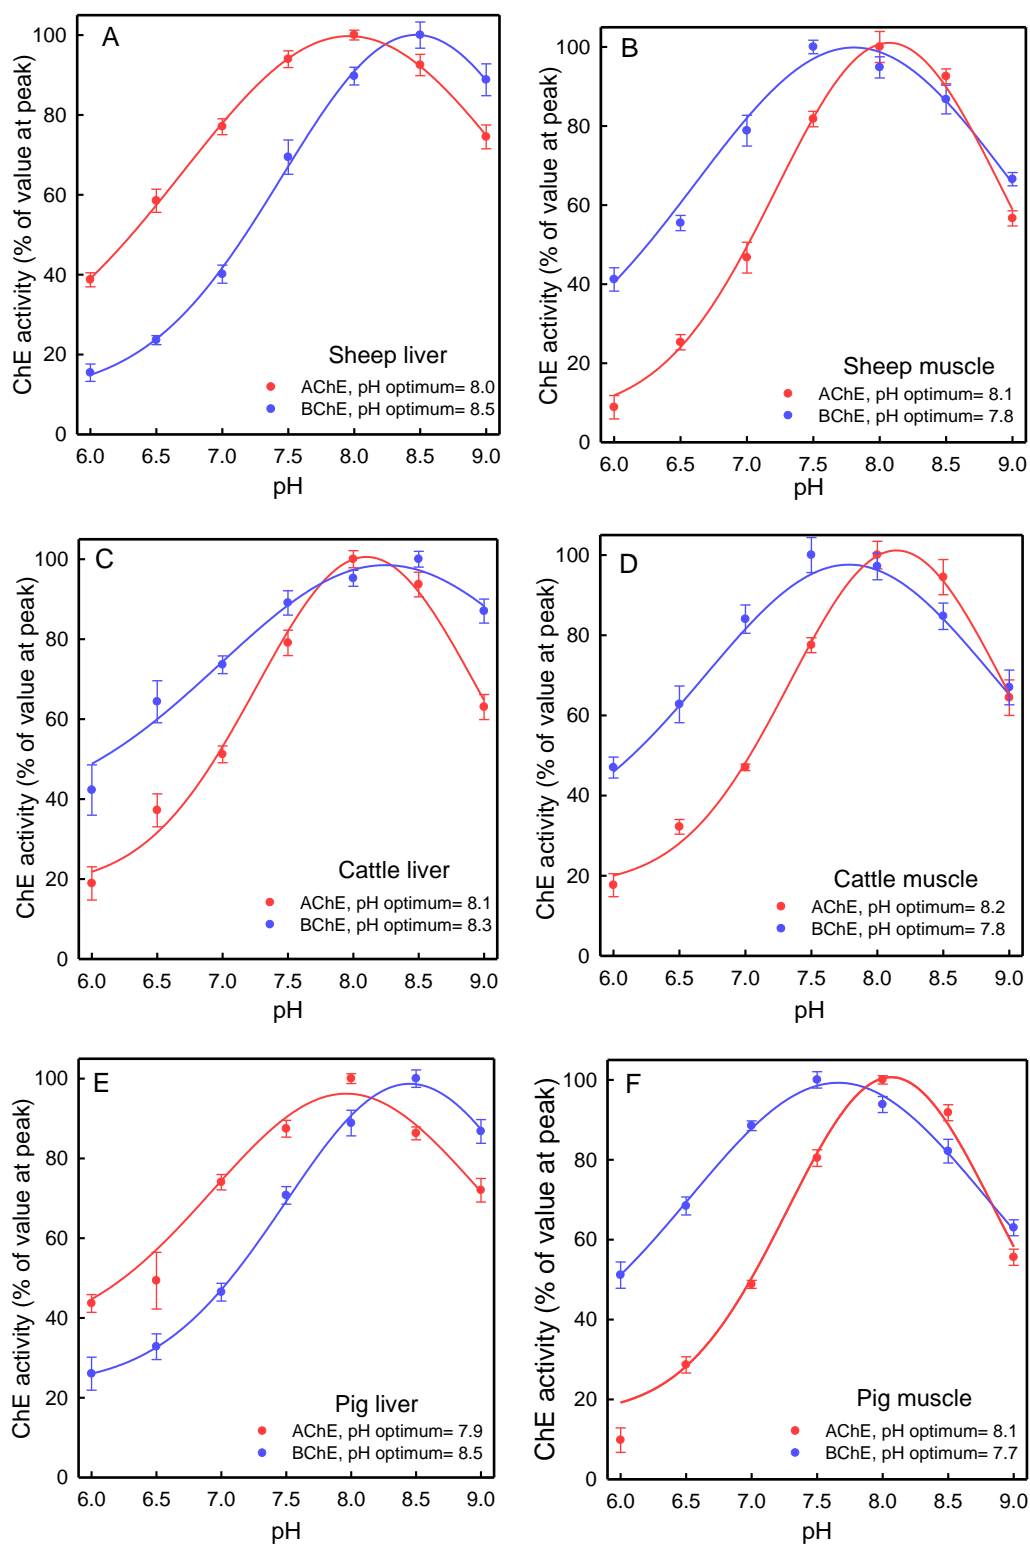 A
ChE activity (% of value at peak)
100
80
60
40
20
0
Sheep liver
AChE, pH optimum= 8.0
BChE, pH optimum= 8.5
6.0 6.5 7.0 7.5 8.0 8.5 9.0
pH
B
ChE activity (% of value at peak)
100
80
60
40
20
0
Sheep muscle
AChE, pH optimum= 8.1
BChE, pH optimum= 7.8
6.0 6.5 7.0 7.5 8.0 8.5 9.0
pH
C
ChE activity (% of value at peak)
100
80
60
40
20
0
Cattle liver
AChE, pH optimum= 8.1
BChE, pH optimum= 8.3
6.0 6.5 7.0 7.5 8.0 8.5 9.0
pH
D
ChE activity (% of value at peak)
100
80
60
40
20
0
Cattle muscle
AChE, pH optimum= 8.2
BChE, pH optimum= 7.8
6.0 6.5 7.0 7.5 8.0 8.5 9.0
pH
E
ChE activity (% of value at peak)
100
80
60
40
20
0
Pig liver
AChE, pH optimum= 7.9
BChE, pH optimum= 8.5
6.0 6.5 7.0 7.5 8.0 8.5 9.0
pH
F
ChE activity (% of value at peak)
100
80
60
40
20
0
Pig muscle
AChE, pH optimum= 8.1
BChE, pH optimum= 7.7
6.0 6.5 7.0 7.5 8.0 8.5 9.0
pH